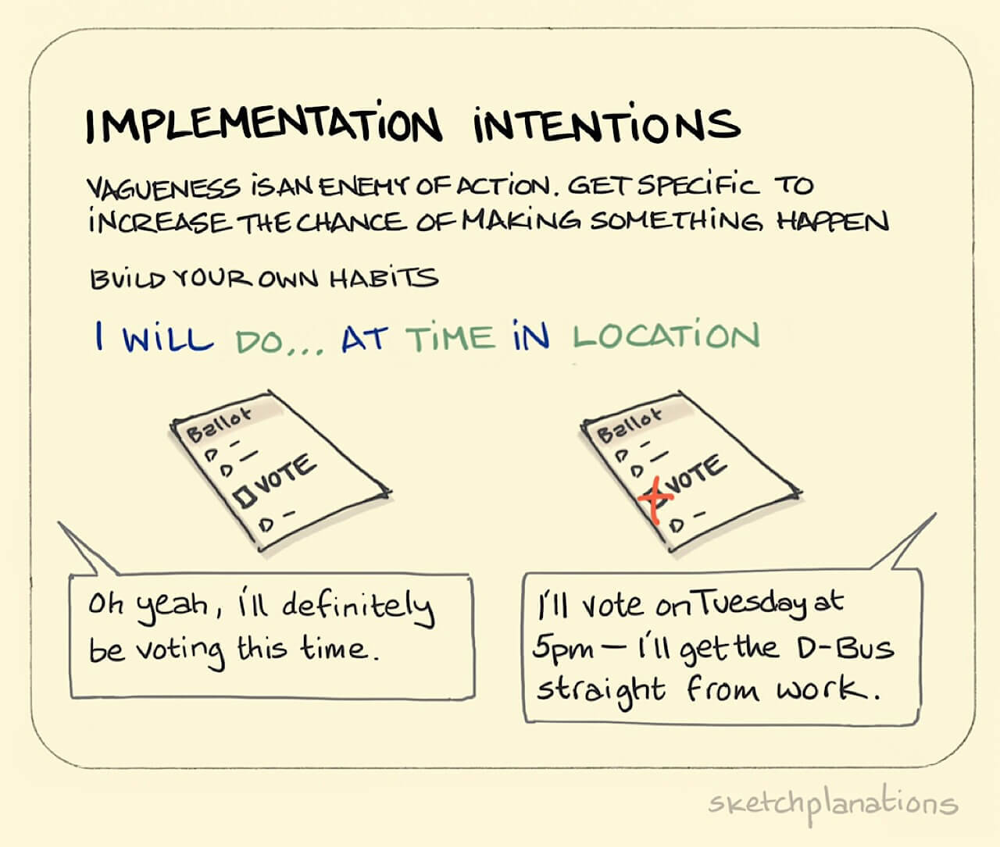 IMPLEMENTATION INTENTIONS
VAGUENESS IS AN ENEMY OF ACTION. GET SPECIFIC TO
INCREASE THE CHANCE OF MAKING SOMETHING HAPPEN
BUILD YOUR OWN HABITS
I WILL DO... AT TIME IN LOCATION
Ballot
VOTE
Ballot
VOTE
Oh yeah, i'll definitely
be voting this time.
I'll vote on Tuesday at
5pm – I'll get the D-Bus
straight from work.
sketchplanations